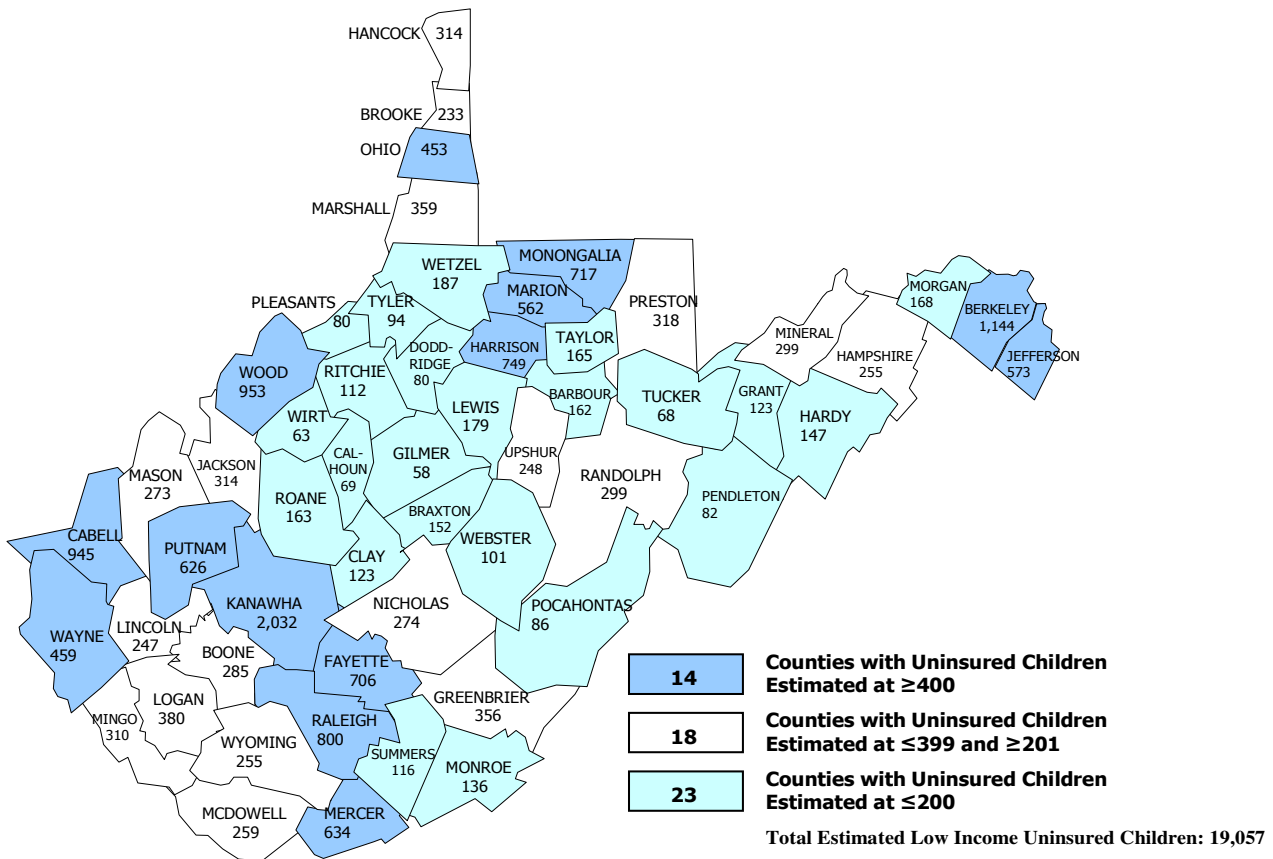 HANCOCK 314
BROOKE 233
OHIO 453
MARSHALL 359
WETZEL
187
MONONGALIA
717
MARION
562
PRESTON
318
PLEASANTS
80
TYLER
94
DODD-
RIDGE
80
HARRISON
749
TAYLOR
165
MINERAL
299
HAMPSHIRE
255
MORGAN
168
BERKELEY
1,144
JEFFERSON
573
WOOD
953
RITCHIE
112
WIRT
63
LEWIS
179
BARBOUR
162
TUCKER
68
GRANT
123
HARDY
147
CAL-
HOUN
69
GILMER
58
UPSHUR
248
RANDOLPH
299
PENDLETON
82
MASON
273
JACKSON
314
ROANE
163
BRAXTON
152
WEBSTER
101
CABELL
945
PUTNAM
626
CLAY
123
KANAWHA
2,032
NICHOLAS
274
POCAHONTAS
86
WAYNE
459
LINCOLN
247
BOONE
285
FAYETTE
706
GREENBRIER
356
LOGAN
380
MINGO
310
WYOMING
255
RALEIGH
800
SUMMERS
116
MONROE
136
MCDOWELL
259
MERCER
634
14 Counties with Uninsured Children
Estimated at ≥400
18 Counties with Uninsured Children
Estimated at ≤399 and ≥201
23 Counties with Uninsured Children
Estimated at ≤200
Total Estimated Low Income Uninsured Children: 19,057